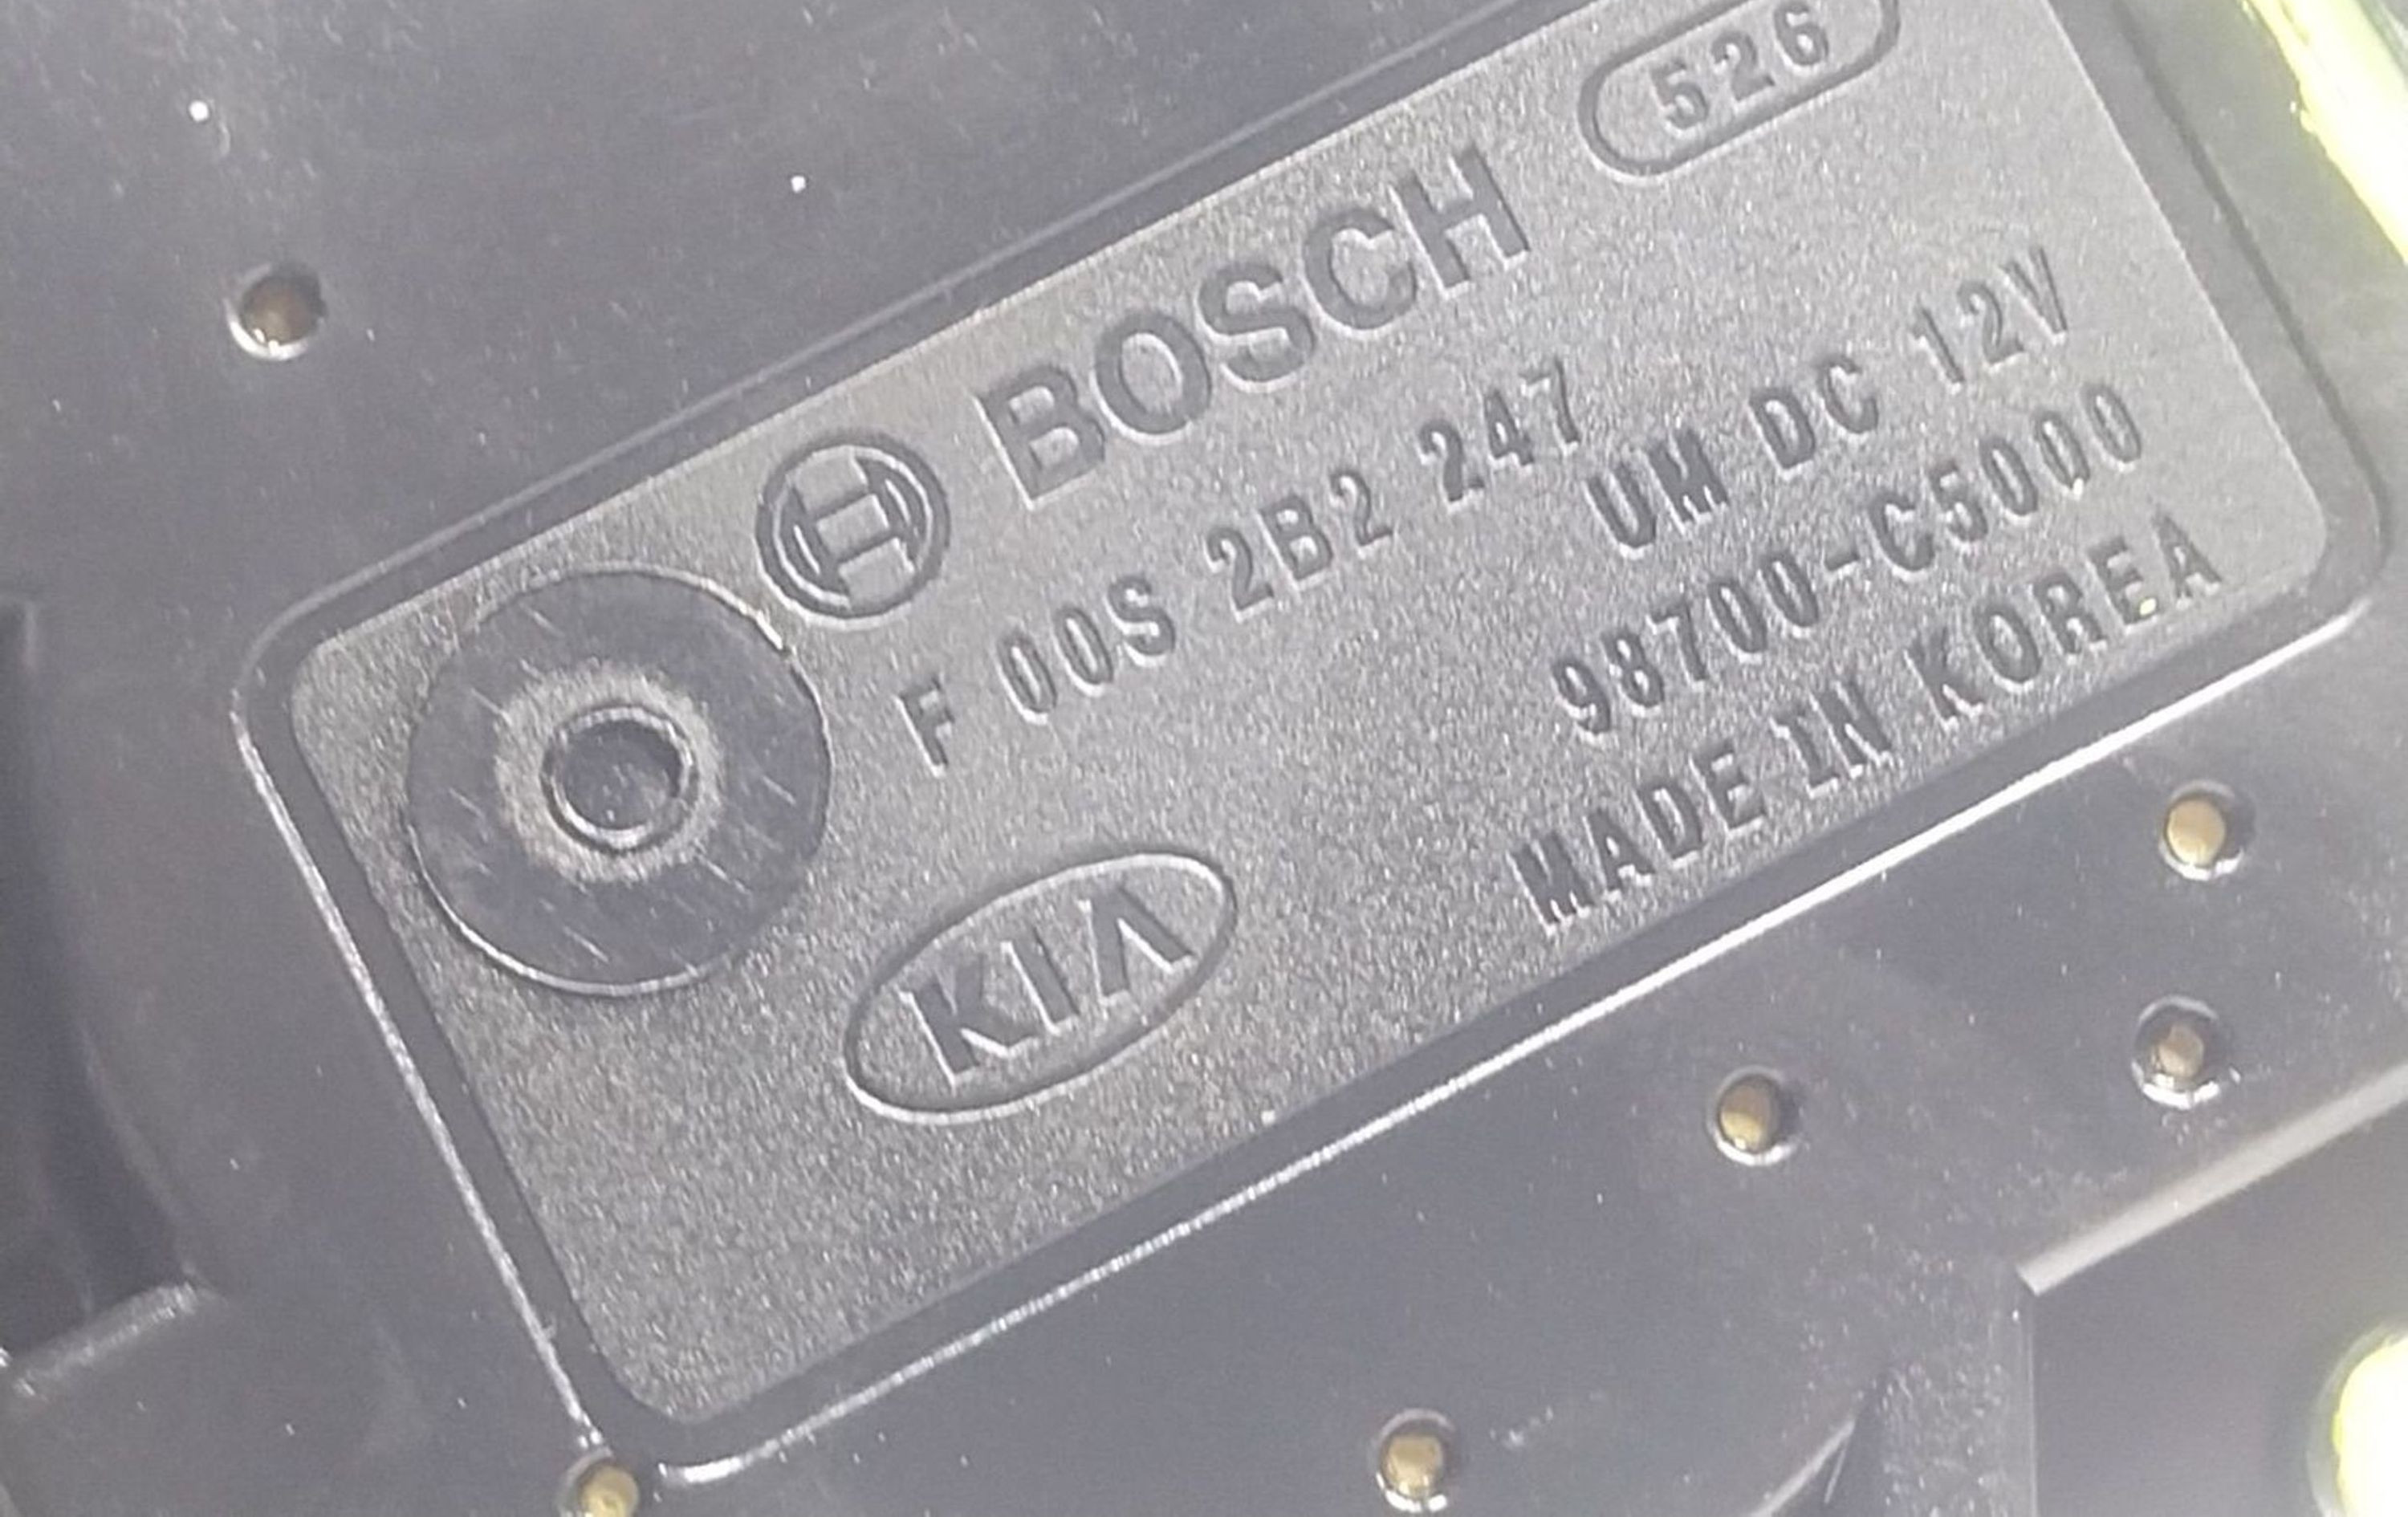 526
BOSCH
F 00S 2B2 247
UM DC 12V
98700-C5000
MADE IN KOREA
KIA